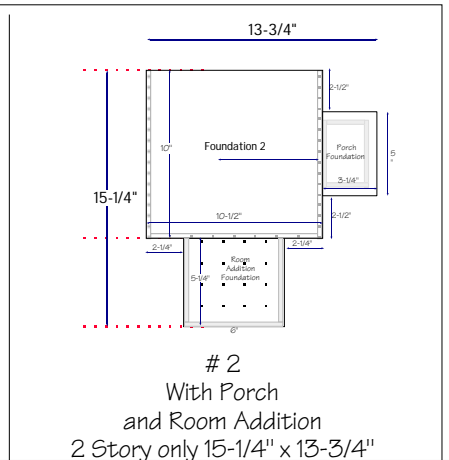 13-3/4"
2-1/2"
10"
Foundation 2
Porch
Foundation
5"
3-1/4"
15-1/4"
10-1/2"
2-1/2"
2-1/4"
2-1/4"
Room
Addition
Foundation
5-1/4"
6"
# 2
With Porch
and Room Addition
2 Story only 15-1/4" x 13-3/4"